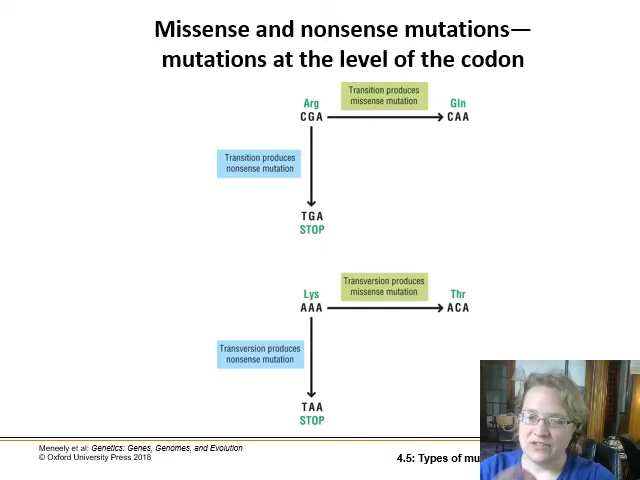 Missense and nonsense mutations—
mutations at the level of the codon
Transition produces
missense mutation
Arg
Gln
CGA
CAA
Transition produces
nonsense mutation
TGA
STOP
Transversion produces
missense mutation
Lys
Thr
AAA
ACA
Transversion produces
nonsense mutation
TAA
STOP
Meneely et al: Genetics: Genes, Genomes, and Evolution
© Oxford University Press 2018
4.5: Types of mu